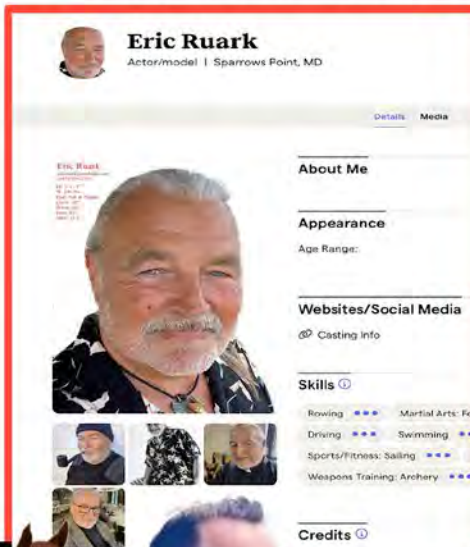 Eric Ruark
Actor/model | Sparrows Point, MD
Details Media
Eric Ruark
About Me
Appearance
Age Range:
Websites/Social Media
Casting Info
Skills
Rowing
Martial Arts: Fe
Driving
Swimming
Sports/Fitness: Sailing
Weapons Training: Archery
Credits